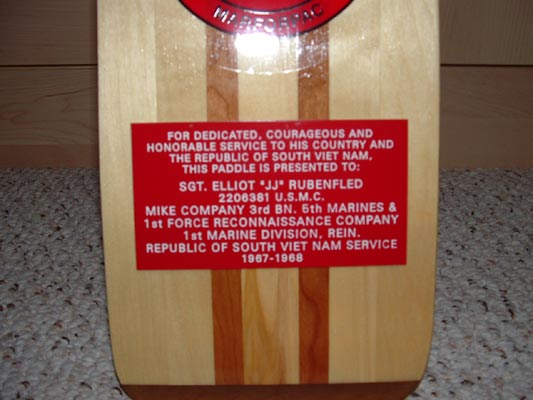 FOR DEDICATED, COURAGEOUS AND
HONORABLE SERVICE TO HIS COUNTRY AND
THE REPUBLIC OF SOUTH VIET NAM,
THIS PADDLE IS PRESENTED TO:
SGT. ELLIOT "JJ" RUBENFLED
2206381 U.S.M.C.
MIKE COMPANY 3rd BN. 5th MARINES &
1st FORCE RECONNAISSANCE COMPANY
1st MARINE DIVISION, REIN.
REPUBLIC OF SOUTH VIET NAM SERVICE
1967-1968